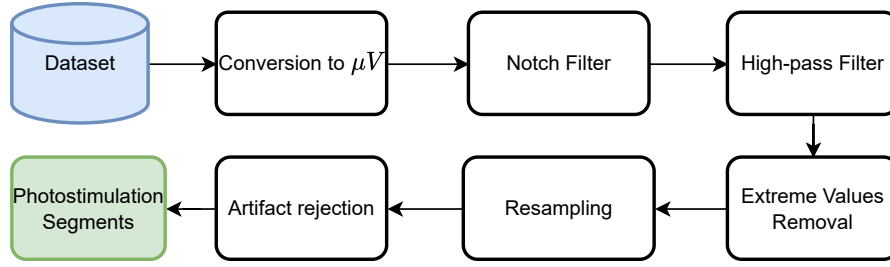 Dataset
Conversion to μV
Notch Filter
High-pass Filter
Extreme Values
Removal
Resampling
Artifact rejection
Photostimulation
Segments